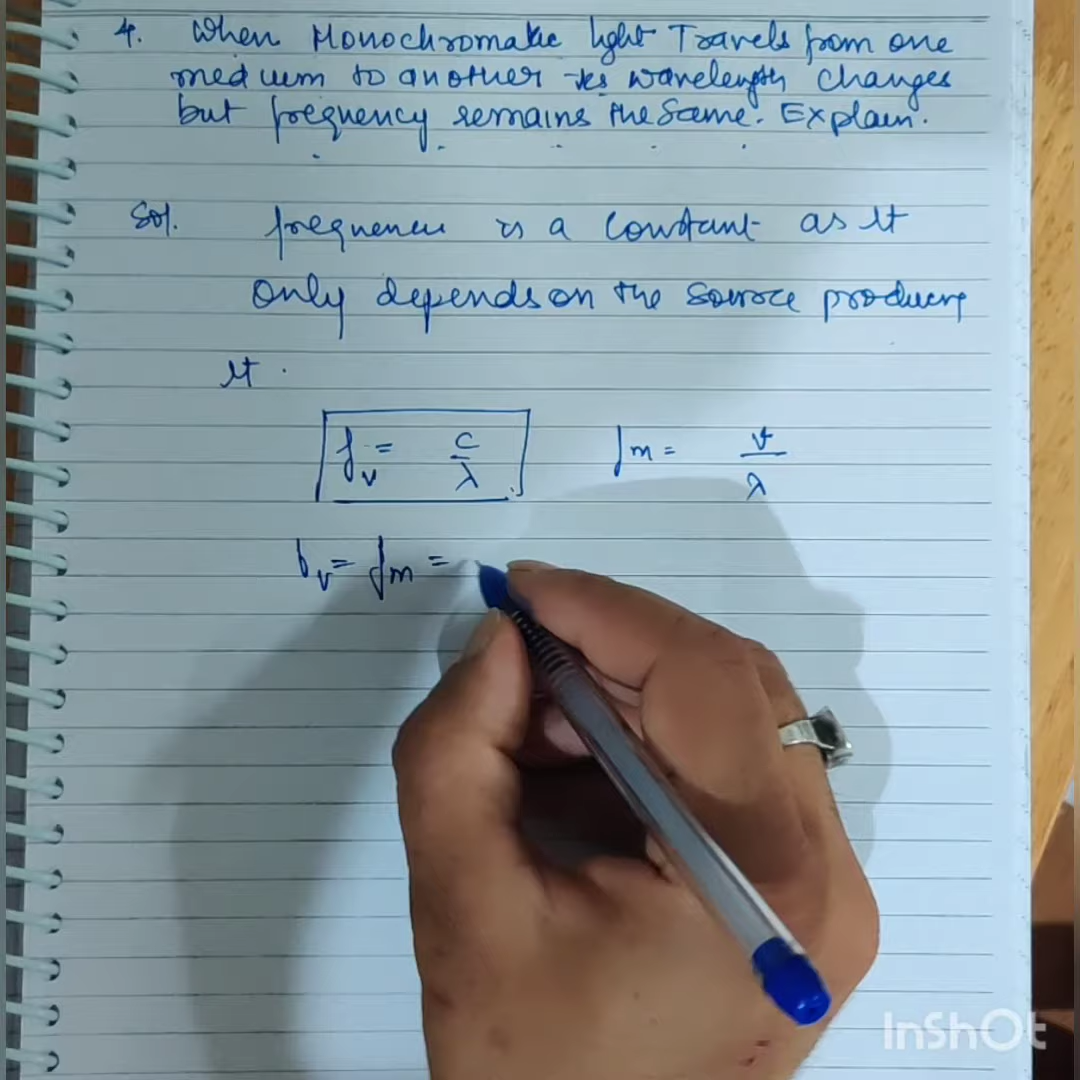 4. When Monochromatic light Travels from one
medium to another its wavelength changes
but frequency remains the same. Explain.
Sol. frequency is a constant as it
only depends on the source producing
it.
fv = c/λ fm = v/λ
fv = fm =
InShOt